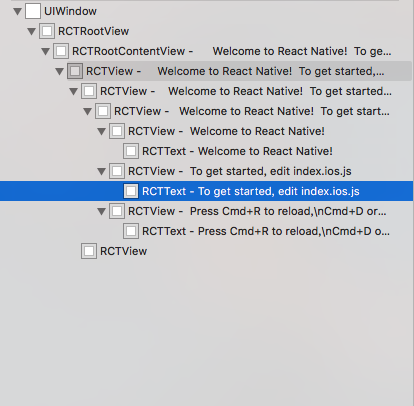 UIWindow
RCTRootView
RCTRootContentView - Welcome to React Native! To ge...
RCTView - Welcome to React Native! To get started,...
RCTView - Welcome to React Native! To get started...
RCTView - Welcome to React Native! To get start...
RCTView - Welcome to React Native!
RCTText - Welcome to React Native!
RCTView - To get started, edit index.ios.js
RCTText - To get started, edit index.ios.js
RCTView - Press Cmd+R to reload,\nCmd+D or...
RCTText - Press Cmd+R to reload,\nCmd+D o...
RCTView